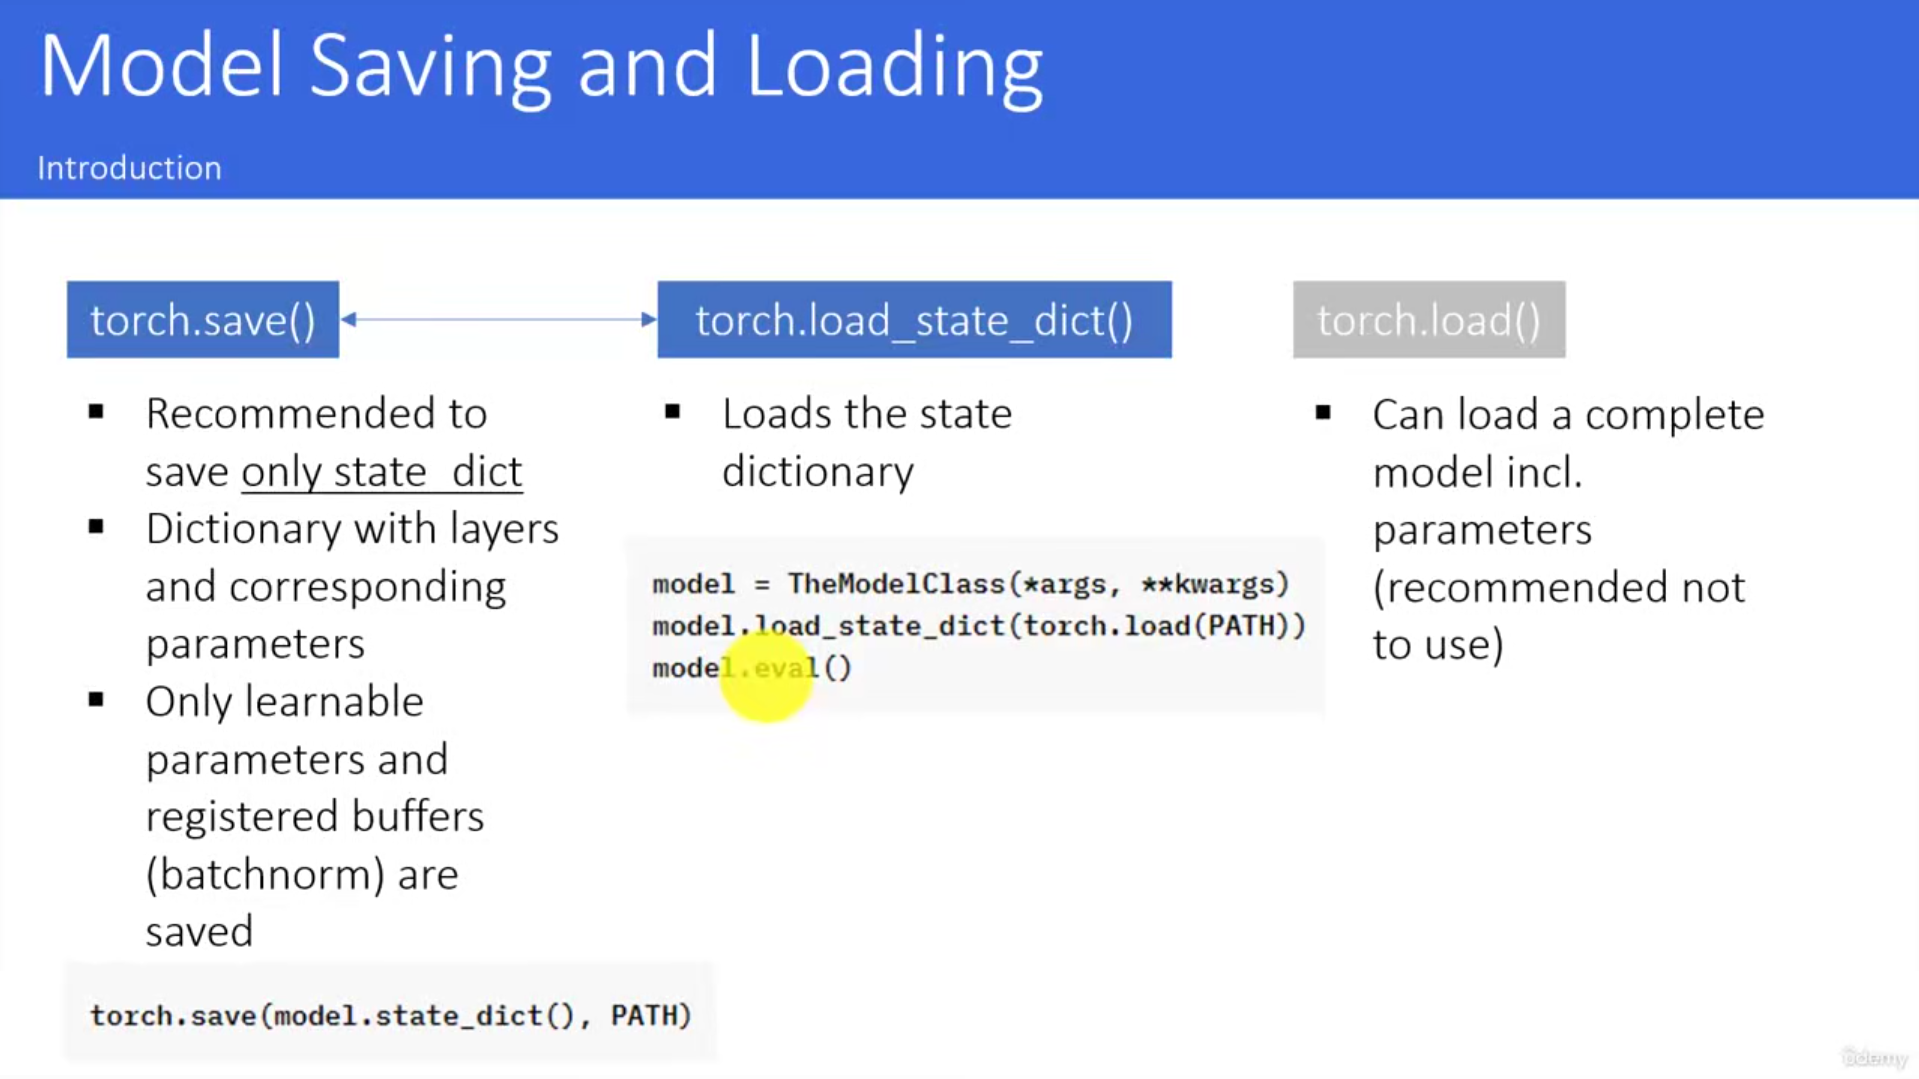 Model Saving and Loading
Introduction
torch.save()
▪ Recommended to
save only state_dict
▪ Dictionary with layers
and corresponding
parameters
▪ Only learnable
parameters and
registered buffers
(batchnorm) are
saved
torch.save(model.state_dict(), PATH)
torch.load_state_dict()
▪ Loads the state
dictionary
model = TheModelClass(*args, **kwargs)
model.load_state_dict(torch.load(PATH))
model.eval()
torch.load()
▪ Can load a complete
model incl.
parameters
(recommended not
to use)
ûdemy